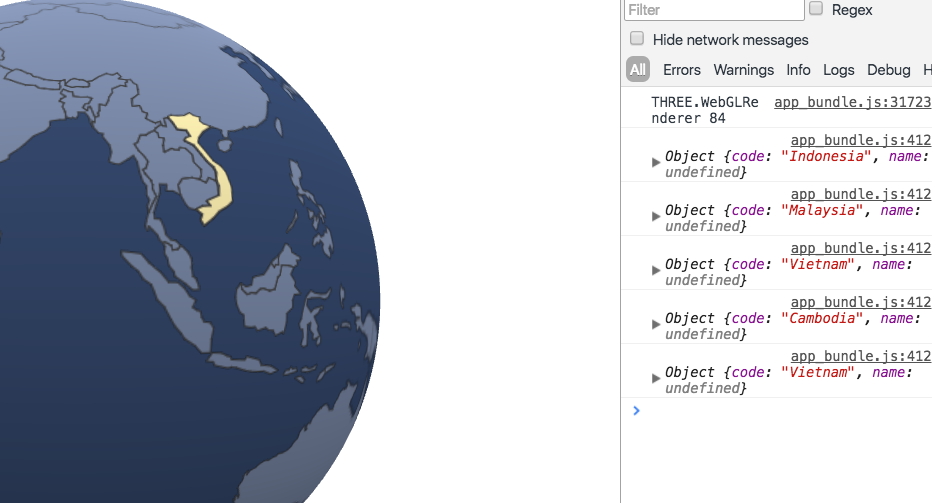 Filter
Regex
Hide network messages
All Errors Warnings Info Logs Debug H
THREE.WebGLRe app_bundle.js:31723
nderer 84
app_bundle.js:412
Object {code: "Indonesia", name:
undefined}
app_bundle.js:412
Object {code: "Malaysia", name:
undefined}
app_bundle.js:412
Object {code: "Vietnam", name:
undefined}
app_bundle.js:412
Object {code: "Cambodia", name:
undefined}
app_bundle.js:412
Object {code: "Vietnam", name:
undefined}